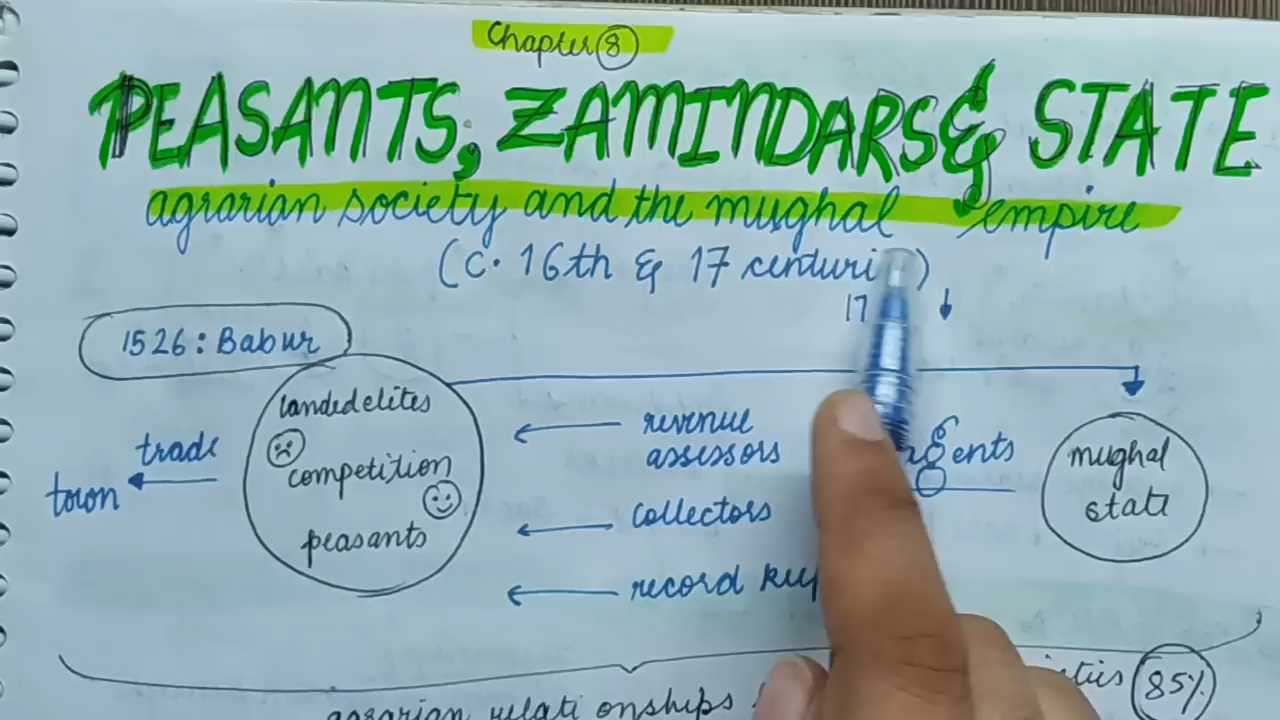 Chapter 8
PEASANTS, ZAMINDARS & STATE
agrarian society and the mughal empire
(c. 16th & 17 centuri )
17
1526: Babur
landed elites
competition
peasants
trade
town
revenue
assessors
collectors
record
mughal
state
agrarian relationships
85%